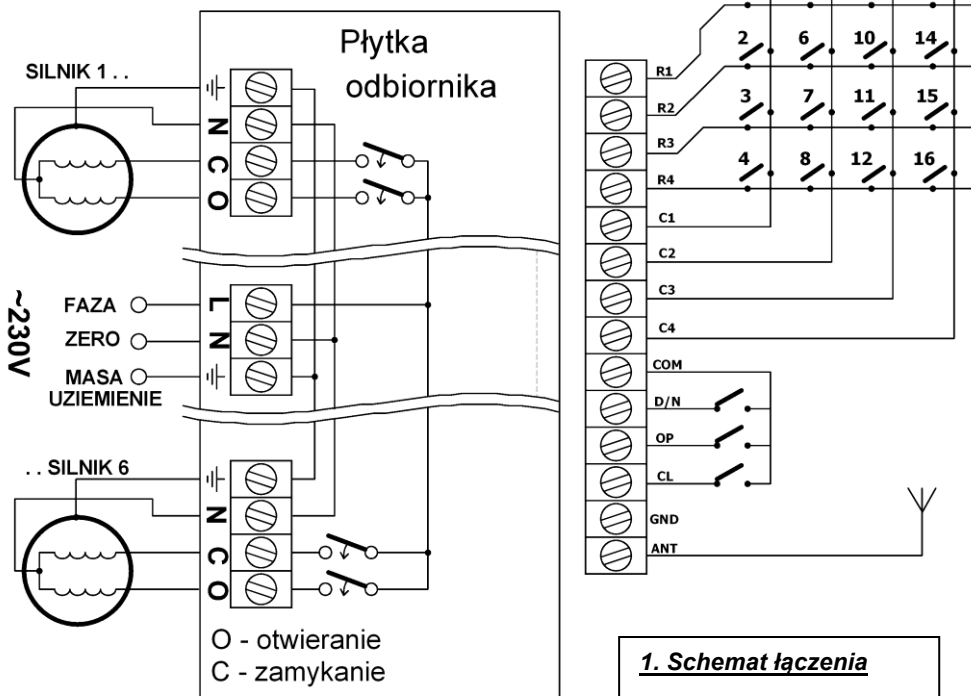 Płytka
odbiornika
SILNIK 1 . .
N
C
O
~230V
FAZA
ZERO
MASA
UZIEMIENIE
L
N
. . SILNIK 6
N
C
O
O - otwieranie
C - zamykanie
2 6 10 14
3 7 11 15
4 8 12 16
R1
R2
R3
R4
C1
C2
C3
C4
COM
D/N
OP
CL
GND
ANT
1. Schemat łączenia